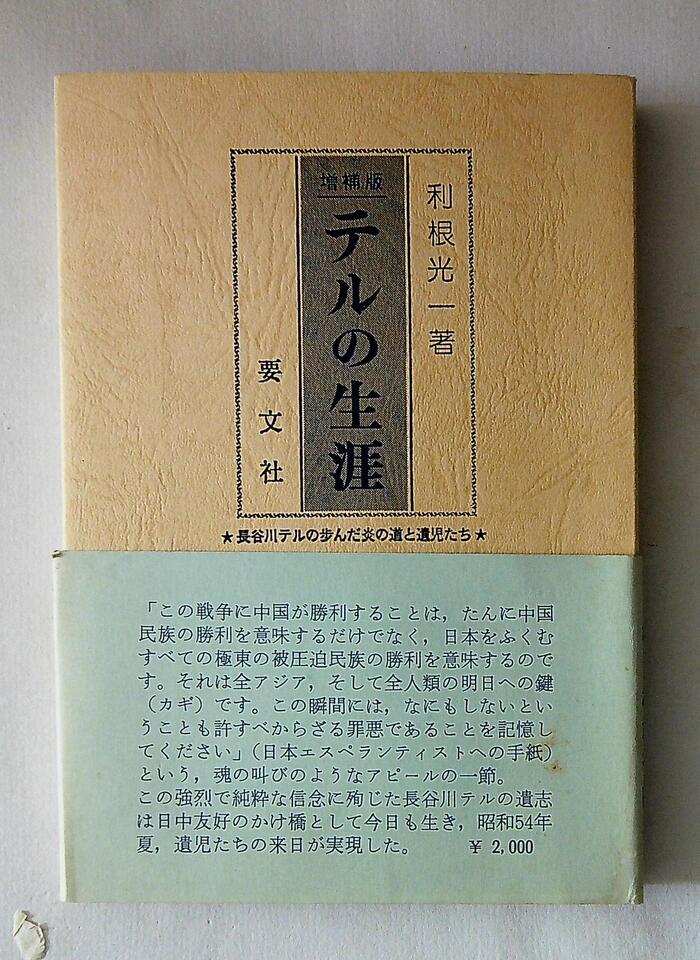 利根光一著
増補版
テルの生涯
要文社
★長谷川テルの歩んだ炎の道と遺児たち★
「この戦争に中国が勝利することは，たんに中国
民族の勝利を意味するだけでなく，日本をふくむ
すべての極東の被圧迫民族の勝利を意味するので
す。それは全アジア，そして全人類の明日への鍵
（カギ）です。この瞬間には，なにもしないとい
うことも許すべからざる罪悪であることを記憶し
てください」（日本エスペランティストへの手紙）
という，魂の叫びのようなアピールの一節。
この強烈で純粋な信念に殉じた長谷川テルの遺志
は日中友好のかけ橋として今日も生き，昭和54年
夏，遺児たちの来日が実現した。　￥2,000